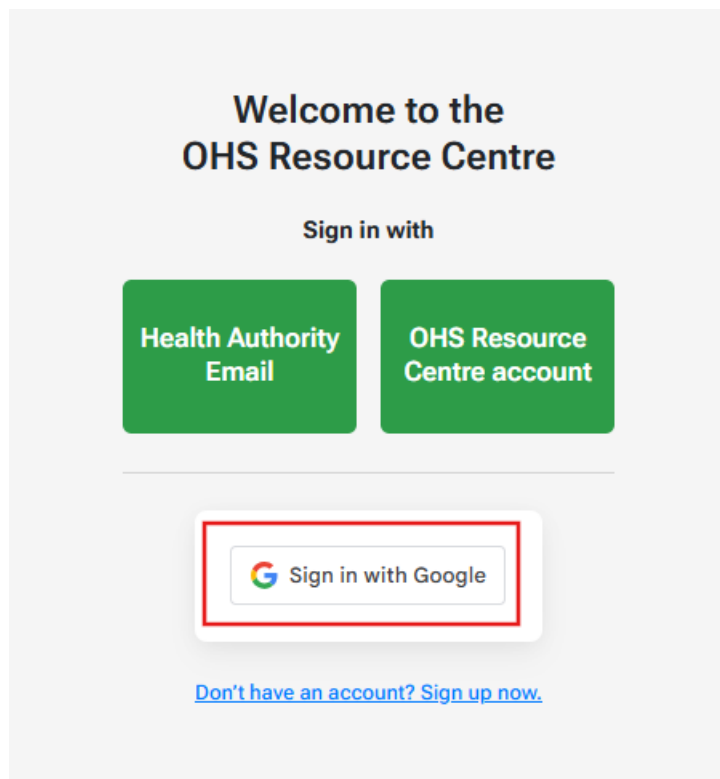 Welcome to the
OHS Resource Centre
Sign in with
Health Authority
Email
OHS Resource
Centre account
Sign in with Google
Don't have an account? Sign up now.